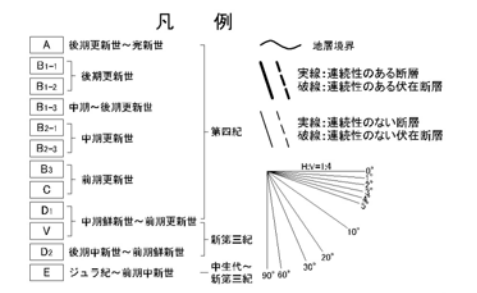 凡 例
A 後期更新世～完新世
B1-1
B1-2
後期更新世
B1-3 中期～後期更新世
B2-1
B2-3
中期更新世
B3
C
前期更新世
D1
V
中期鮮新世～前期更新世
D2 後期中新世～前期鮮新世
E ジュラ紀～前期中新世
第四紀
新第三紀
中生代～
新第三紀
地層境界
実線：連続性のある断層
破線：連続性のある伏在断層
実線：連続性のない断層
破線：連続性のない伏在断層
H:V=1:4
0°
10°
20°
30°
60°
90°